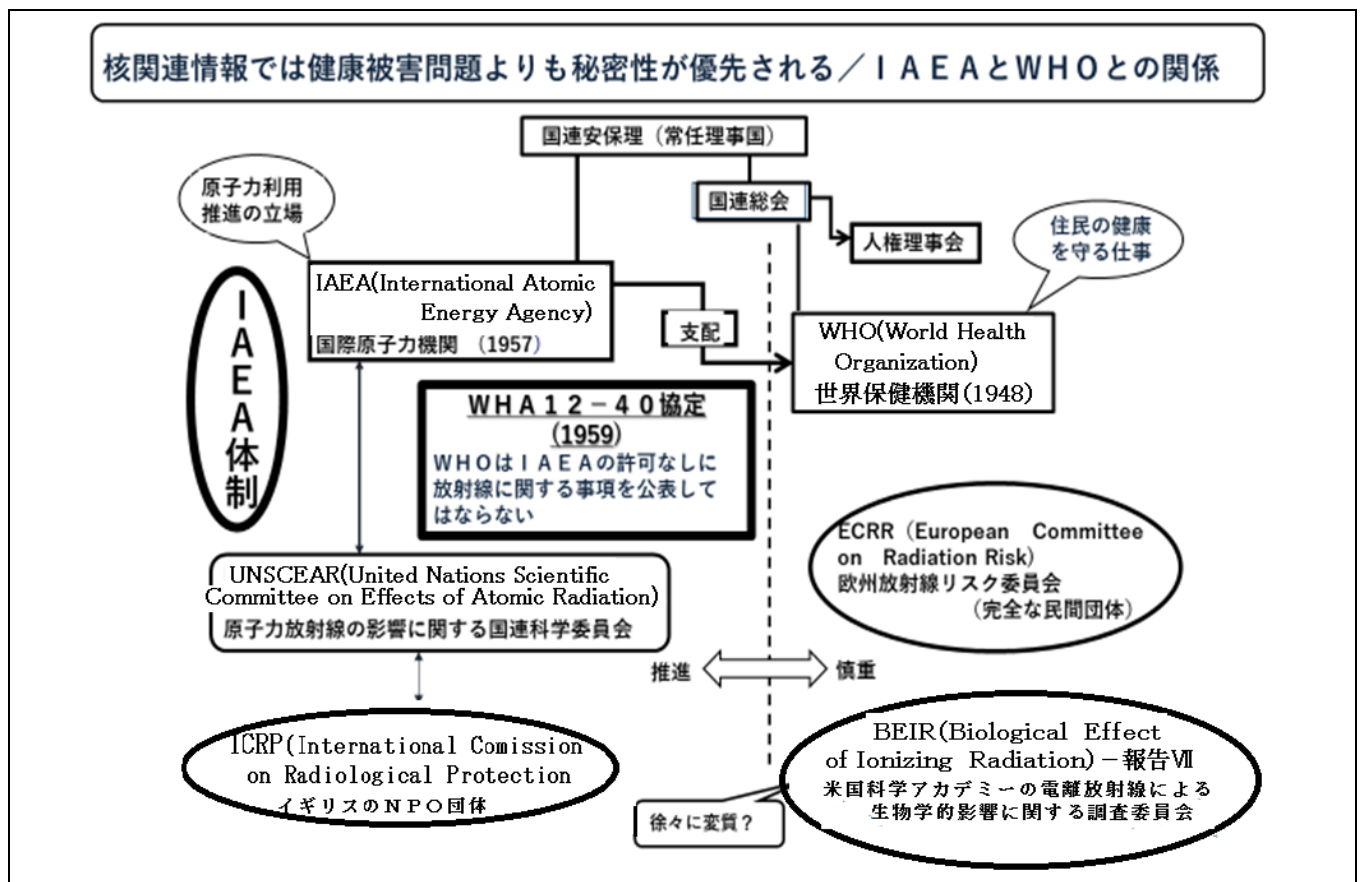 核関連情報では健康被害問題よりも秘密性が優先される／ＩＡＥＡとＷＨＯとの関係
国連安保理（常任理事国）
原子力利用
推進の立場
国連総会
人権理事会
住民の健康
を守る仕事
ＩＡＥＡ体制
IAEA(International Atomic
Energy Agency)
国際原子力機関　(1957)
支配
WHO(World Health
Organization)
世界保健機関(1948)
ＷＨＡ１２－４０協定
(1959)
ＷＨＯはＩＡＥＡの許可なしに
放射線に関する事項を公表して
はならない
ECRR（European　Committee
on　Radiation Risk）
欧州放射線リスク委員会
（完全な民間団体）
UNSCEAR(United Nations Scientific
Committee on Effects of Atomic Radiation)
原子力放射線の影響に関する国連科学委員会
推進
慎重
ICRP(International Comission
on Radiological Protection
イギリスのＮＰＯ団体
徐々に変質？
BEIR(Biological Effect
of Ionizing Radiation)－報告Ⅶ
米国科学アカデミーの電離放射線による
生物学的影響に関する調査委員会